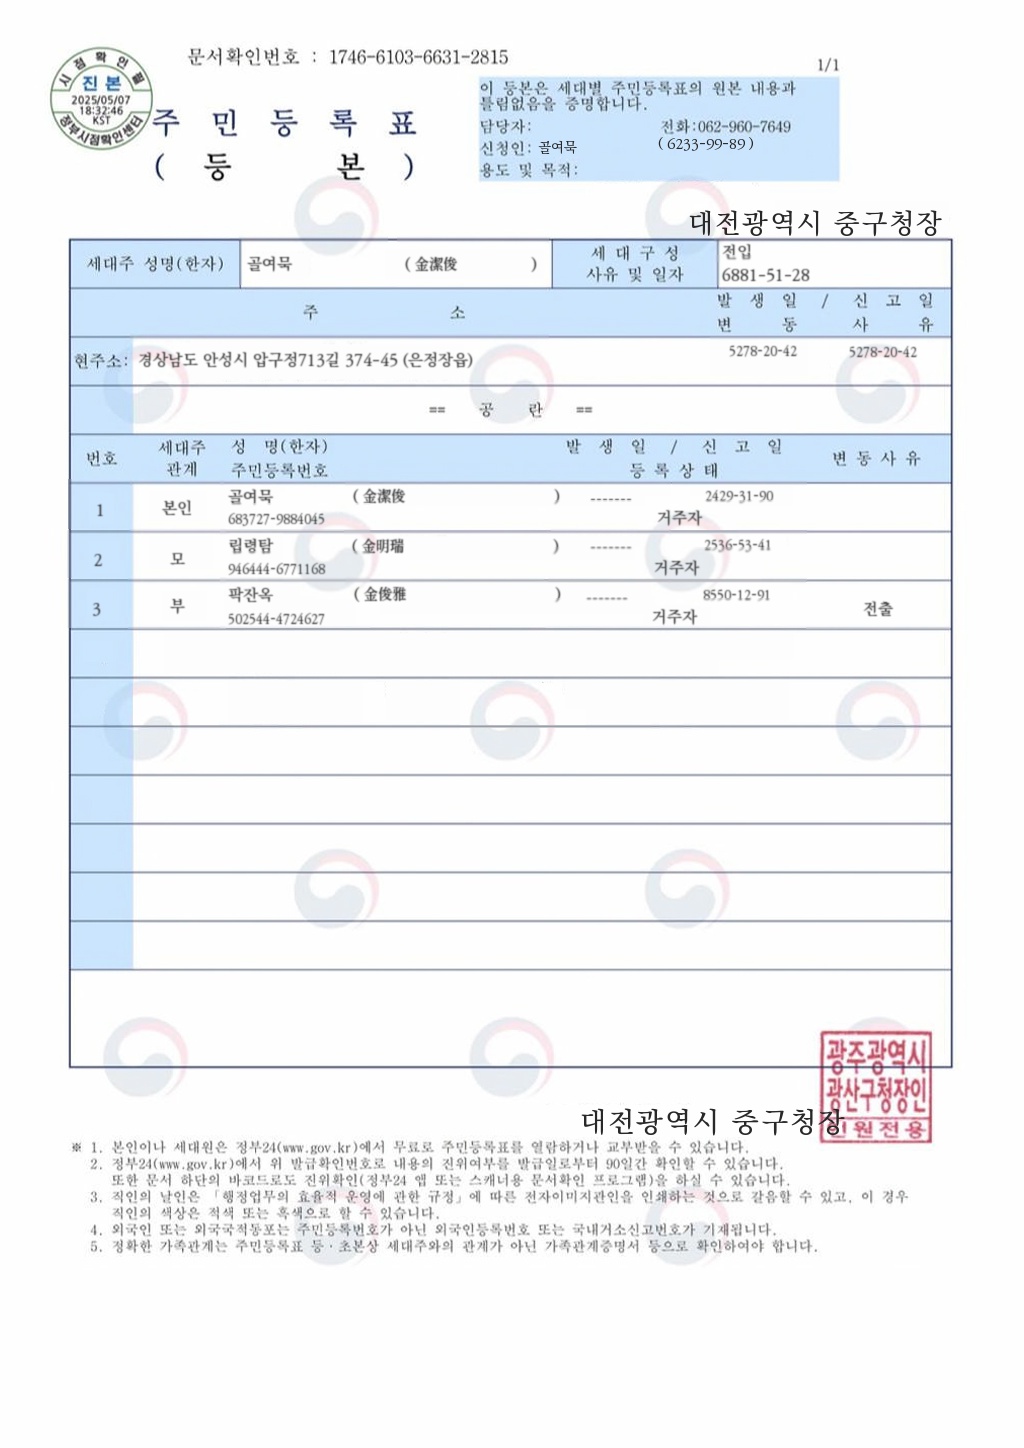 문서확인번호 : 1746-6103-6631-2815
1/1
시점확인필
진본
2025/05/07
18:32:46
KST
정부시점확인센터
주 민 등 록 표
( 등 본 )
이 등본은 세대별 주민등록표의 원본 내용과
틀림없음을 증명합니다.
담당자: 전화:062-960-7649
신청인: 골여묵 ( 6233-99-89 )
용도 및 목적:
대전광역시 중구청장
세대주 성명(한자) 골여묵 ( 金潔俊 ) 세 대 구 성 전입
사유 및 일자 6881-51-28
주 소 발 생 일 / 신 고 일
변 동 사 유
현주소: 경상남도 안성시 압구정713길 374-45 (은정장읍) 5278-20-42 5278-20-42
== 공 란 ==
번호 세대주 성 명(한자) 발 생 일 / 신 고 일 변 동 사 유
관계 주민등록번호 등 록 상 태
1 본인 골여묵 ( 金潔俊 ) ------- 2429-31-90
683727-9884045 거주자
2 모 립령탐 ( 金明瑞 ) ------- 2536-53-41
946444-6771168 거주자
3 부 팍잔옥 ( 金俊雅 ) ------- 8550-12-91 전출
502544-4724627 거주자
광주광역시
광산구청장인
민원전용
대전광역시 중구청장
※ 1. 본인이나 세대원은 정부24(www.gov.kr)에서 무료로 주민등록표를 열람하거나 교부받을 수 있습니다.
2. 정부24(www.gov.kr)에서 위 발급확인번호로 내용의 진위여부를 발급일로부터 90일간 확인할 수 있습니다.
또한 문서 하단의 바코드로도 진위확인(정부24 앱 또는 스캐너용 문서확인 프로그램)을 하실 수 있습니다.
3. 직인의 날인은 「행정업무의 효율적 운영에 관한 규정」에 따른 전자이미지관인을 인쇄하는 것으로 갈음할 수 있고, 이 경우
직인의 색상은 적색 또는 흑색으로 할 수 있습니다.
4. 외국인 또는 외국국적동포는 주민등록번호가 아닌 외국인등록번호 또는 국내거소신고번호가 기재됩니다.
5. 정확한 가족관계는 주민등록표 등·초본상 세대주와의 관계가 아닌 가족관계증명서 등으로 확인하여야 합니다.